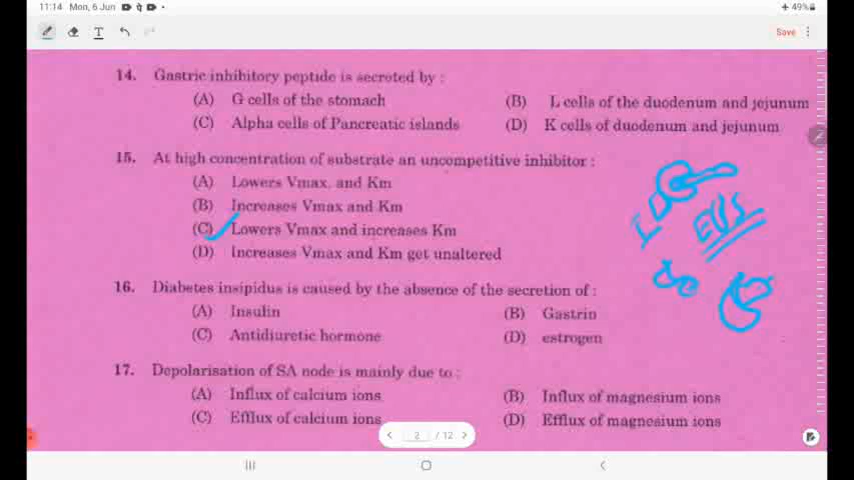 11:14 Mon, 6 Jun
49%
T
Save
14. Gastric inhibitory peptide is secreted by :
(A) G cells of the stomach (B) L cells of the duodenum and jejunum
(C) Alpha cells of Pancreatic islands (D) K cells of duodenum and jejunum
15. At high concentration of substrate an uncompetitive inhibitor :
(A) Lowers Vmax, and Km
(B) Increases Vmax and Km
(C) Lowers Vmax and increases Km
(D) Increases Vmax and Km get unaltered
16. Diabetes insipidus is caused by the absence of the secretion of :
(A) Insulin (B) Gastrin
(C) Antidiuretic hormone (D) estrogen
17. Depolarisation of SA node is mainly due to :
(A) Influx of calcium ions (B) Influx of magnesium ions
(C) Efflux of calcium ions (D) Efflux of magnesium ions
2 / 12